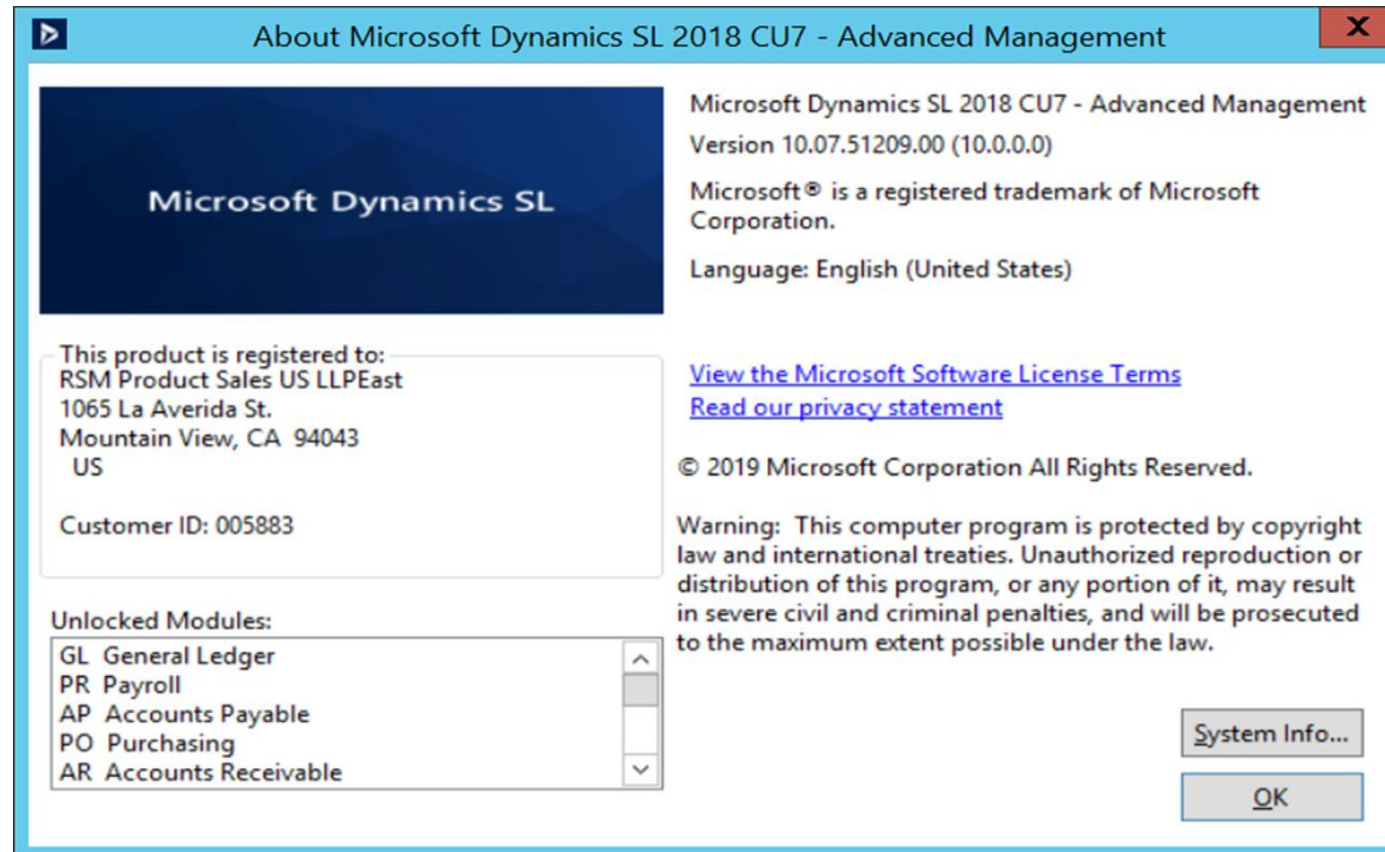 About Microsoft Dynamics SL 2018 CU7 - Advanced Management
X
Microsoft Dynamics SL
Microsoft Dynamics SL 2018 CU7 - Advanced Management
Version 10.07.51209.00 (10.0.0.0)
Microsoft® is a registered trademark of Microsoft
Corporation.
Language: English (United States)
This product is registered to:
RSM Product Sales US LLPEast
1065 La Averida St.
Mountain View, CA  94043
US
Customer ID: 005883
View the Microsoft Software License Terms
Read our privacy statement
© 2019 Microsoft Corporation All Rights Reserved.
Warning:  This computer program is protected by copyright
law and international treaties. Unauthorized reproduction or
distribution of this program, or any portion of it, may result
in severe civil and criminal penalties, and will be prosecuted
to the maximum extent possible under the law.
Unlocked Modules:
GL  General Ledger
PR  Payroll
AP  Accounts Payable
PO  Purchasing
AR  Accounts Receivable
System Info...
OK